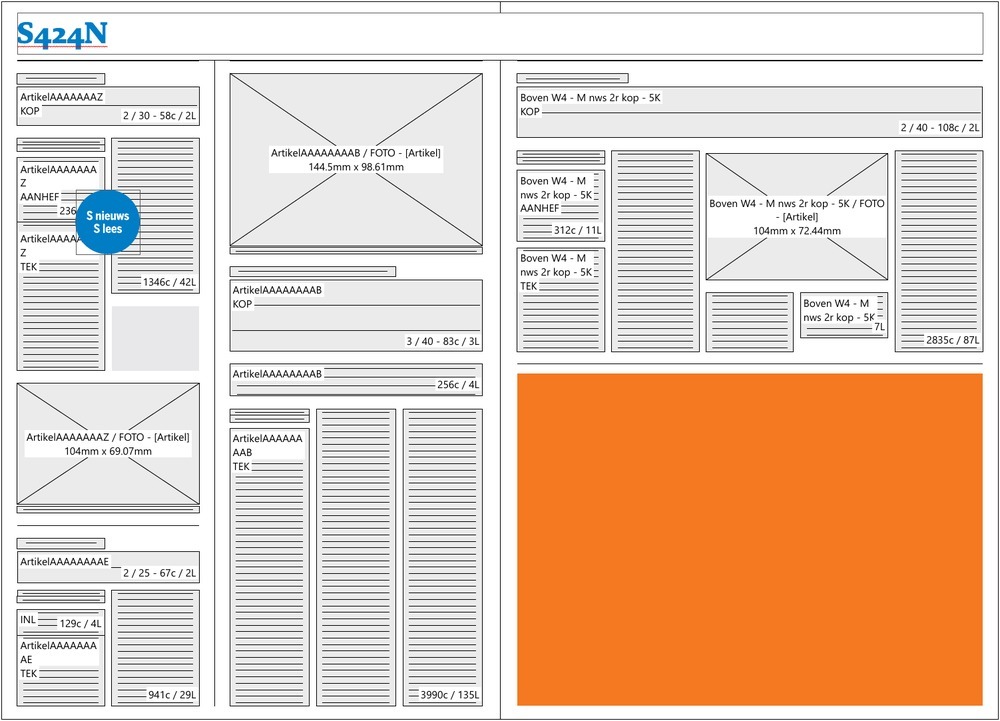 S424N
ArtikelAAAAAAAZ
KOP
2 / 30 - 58c / 2L
ArtikelAAAAAAA
Z
AANHEF
236
S nieuws
S lees
Z
TEK
1346c / 42L
ArtikelAAAAAAAZ / FOTO - [Artikel]
104mm x 69.07mm
ArtikelAAAAAAAAE
2 / 25 - 67c / 2L
INL
129c / 4L
ArtikelAAAAAAA
AE
TEK
941c / 29L
ArtikelAAAAAAAAB / FOTO - [Artikel]
144.5mm x 98.61mm
ArtikelAAAAAAAAB
KOP
3 / 40 - 83c / 3L
ArtikelAAAAAAAAB
256c / 4L
ArtikelAAAAAA
AAB
TEK
3990c / 135L
Boven W4 - M nws 2r kop - 5K
KOP
2 / 40 - 108c / 2L
Boven W4 - M
nws 2r kop - 5K
AANHEF
312c / 11L
Boven W4 - M
nws 2r kop - 5K
TEK
Boven W4 - M nws 2r kop - 5K / FOTO
- [Artikel]
104mm x 72.44mm
Boven W4 - M
nws 2r kop - 5K
7L
2835c / 87L